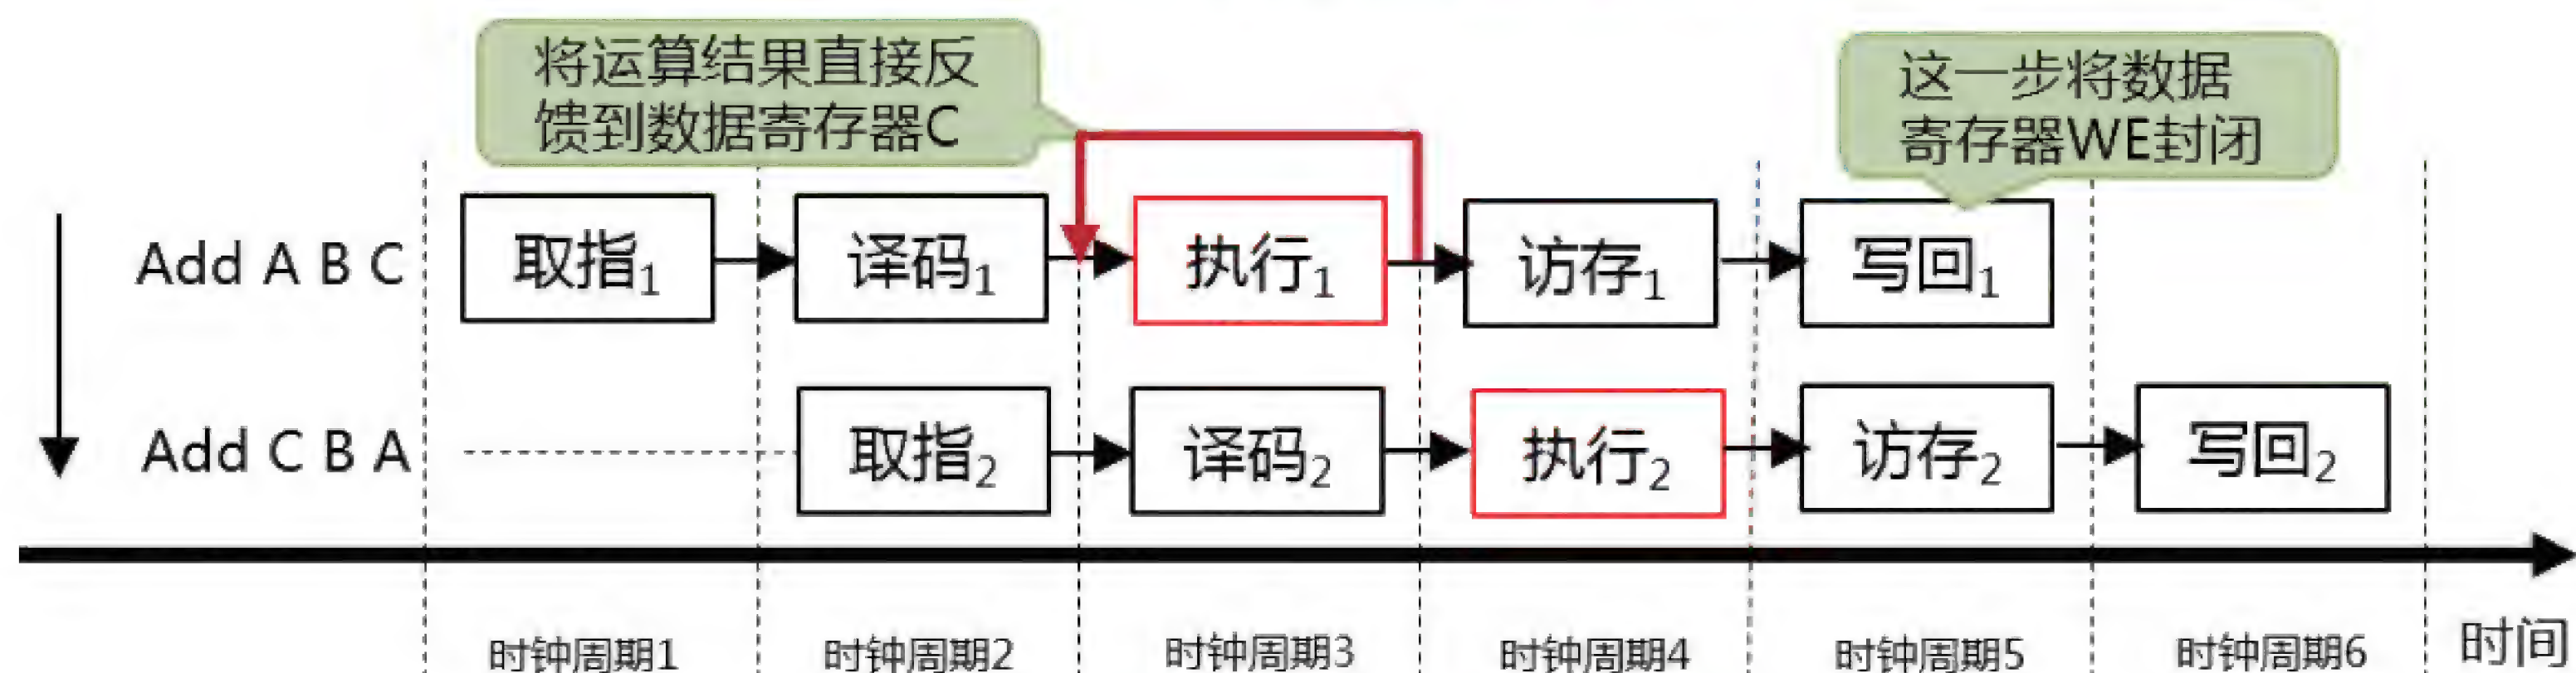 将运算结果直接反
馈到数据寄存器C
这一步将数据
寄存器WE封闭
Add A B C
取指1
译码1
执行1
访存1
写回1
Add C B A
取指2
译码2
执行2
访存2
写回2
时钟周期1
时钟周期2
时钟周期3
时钟周期4
时钟周期5
时钟周期6
时间